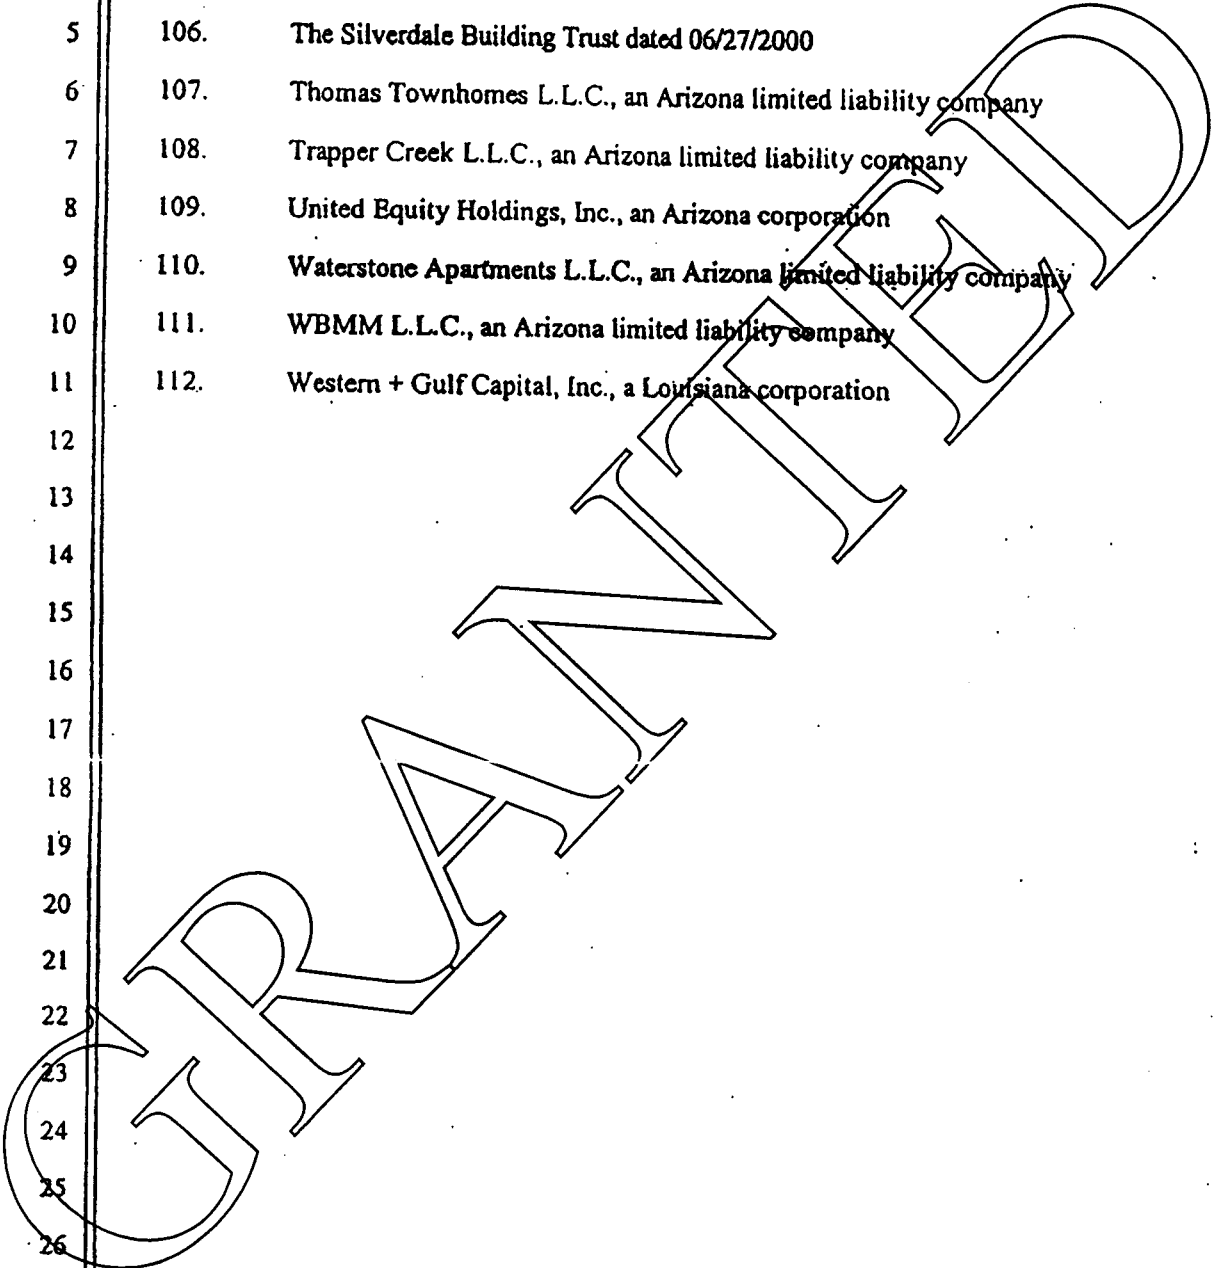 5 106. The Silverdale Building Trust dated 06/27/2000
6 107. Thomas Townhomes L.L.C., an Arizona limited liability company
7 108. Trapper Creek L.L.C., an Arizona limited liability company
8 109. United Equity Holdings, Inc., an Arizona corporation
9 110. Waterstone Apartments L.L.C., an Arizona limited liability company
10 111. WBMM L.L.C., an Arizona limited liability company
11 112. Western + Gulf Capital, Inc., a Louisiana corporation
12
13
14
15
16
17
18
19
20
21
22
23
24
25
26
GRANTED